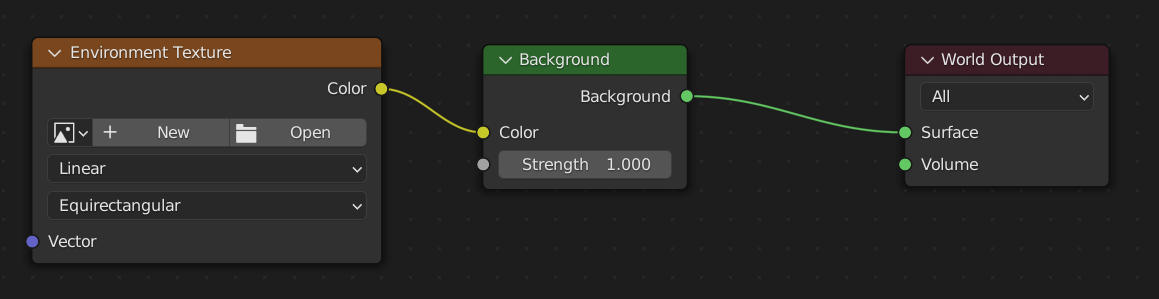 Environment Texture
Color
New
Open
Linear
Equirectangular
Vector
Background
Background
Color
Strength 1.000
World Output
All
Surface
Volume